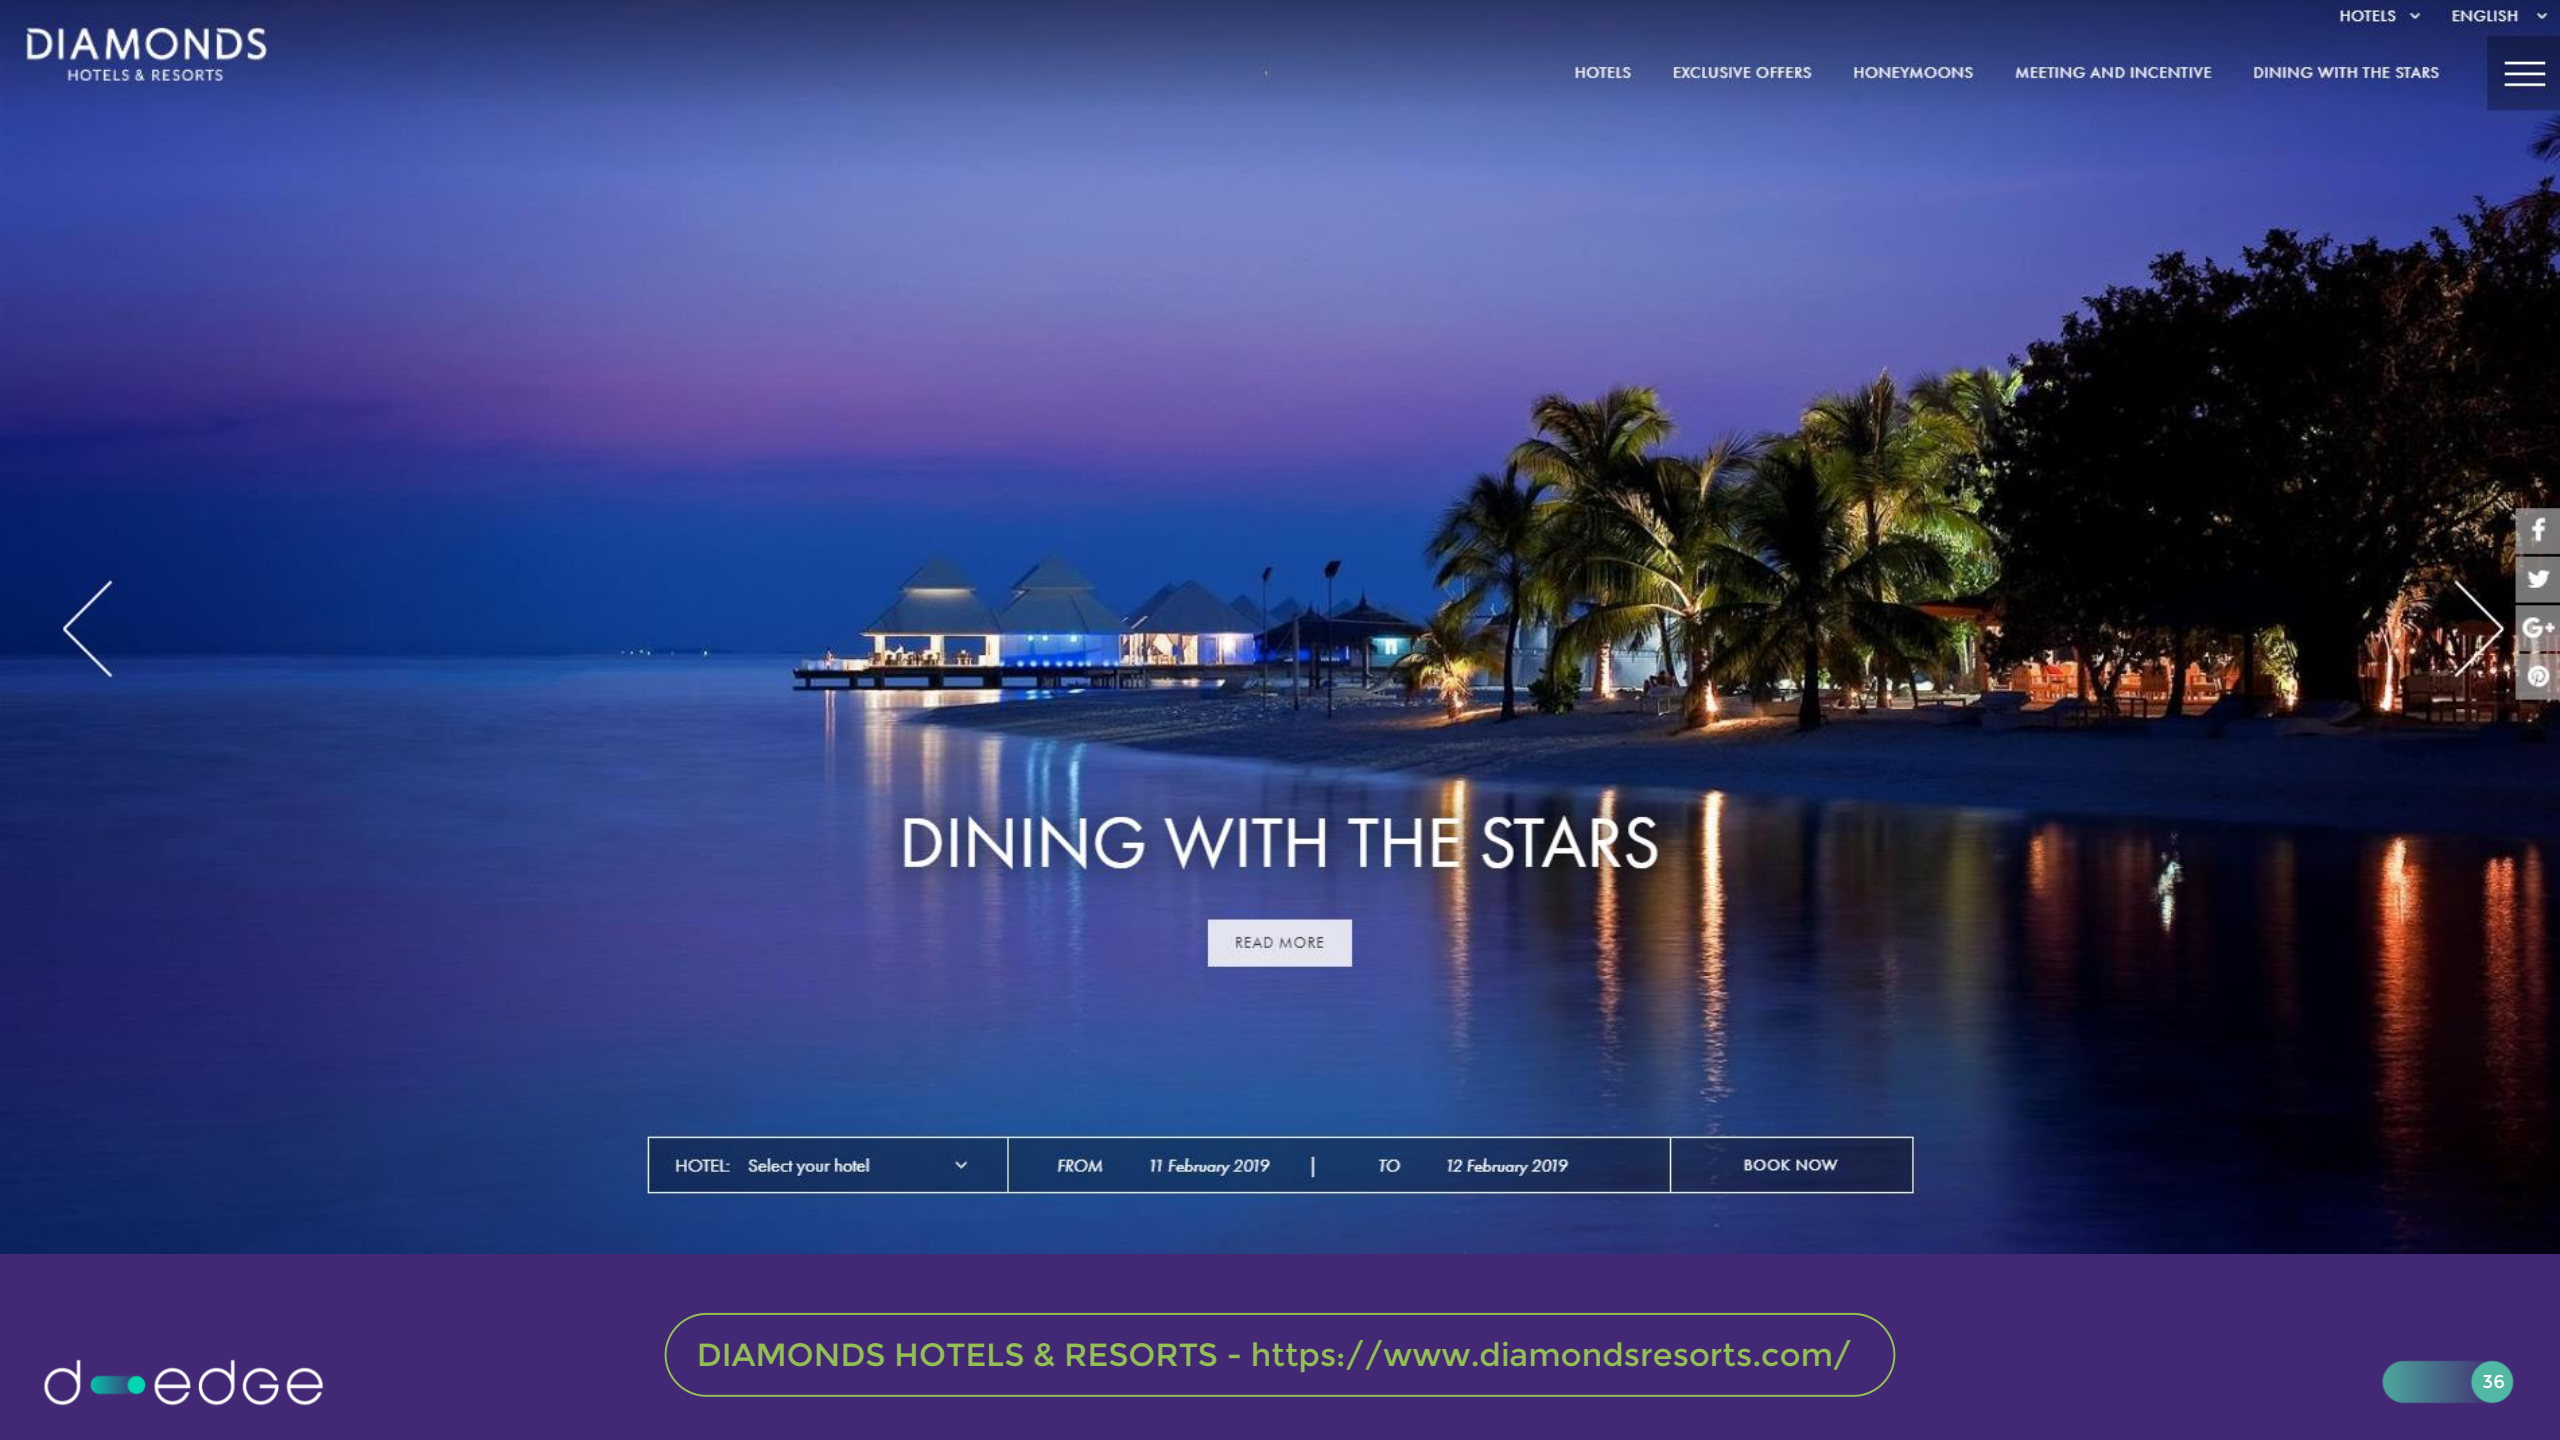 HOTELS ENGLISH
DIAMONDS
HOTELS & RESORTS
HOTELS EXCLUSIVE OFFERS HONEYMOONS MEETING AND INCENTIVE DINING WITH THE STARS
DINING WITH THE STARS
READ MORE
HOTEL: Select your hotel FROM 11 February 2019 | TO 12 February 2019 BOOK NOW
DIAMONDS HOTELS & RESORTS - https://www.diamondsresorts.com/
d-edge
36